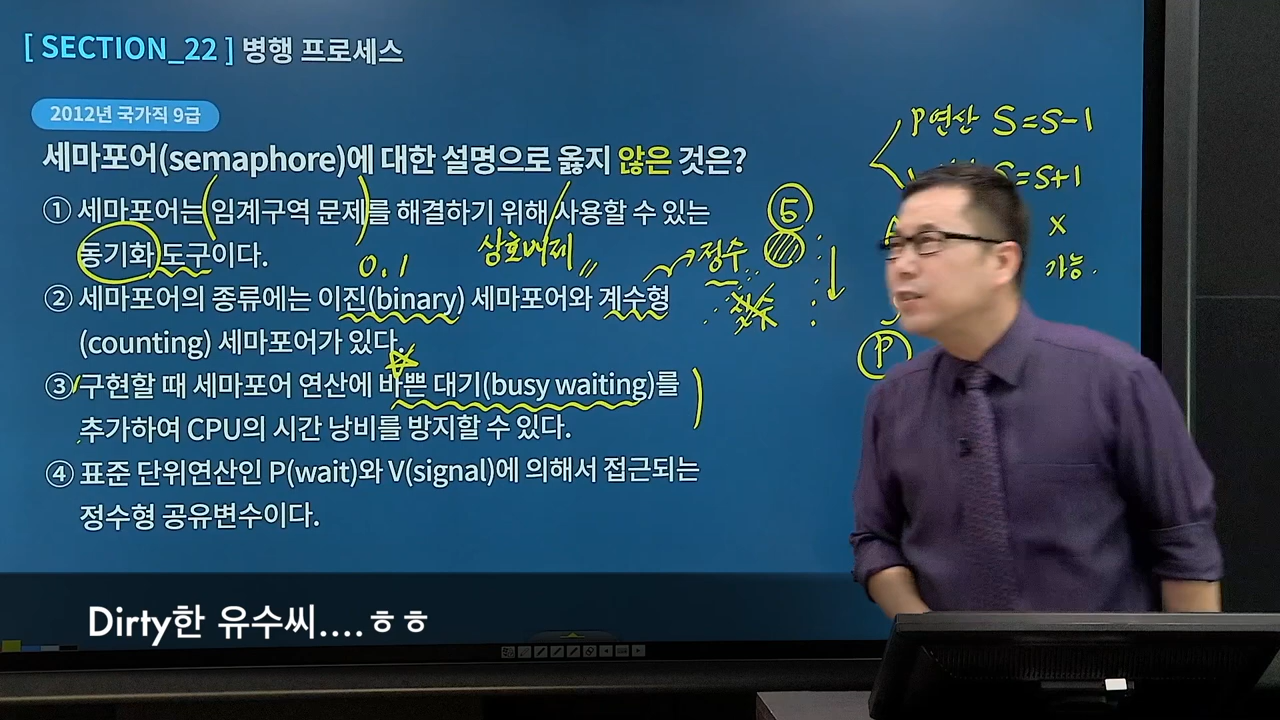 [ SECTION_22 ] 병행 프로세스
2012년 국가직 9급
세마포어(semaphore)에 대한 설명으로 옳지 않은 것은?
① 세마포어는 임계구역 문제를 해결하기 위해 사용할 수 있는
동기화 도구이다.
상호배제
0.1
② 세마포어의 종류에는 이진(binary) 세마포어와 계수형
(counting) 세마포어가 있다.
③ 구현할 때 세마포어 연산에 바쁜 대기(busy waiting)를
추가하여 CPU의 시간 낭비를 방지할 수 있다.
④ 표준 단위연산인 P(wait)와 V(signal)에 의해서 접근되는
정수형 공유변수이다.
정수
5
P연산 S=S-1
S=S+1
x
가능.
P
Dirty한 유수씨....ㅎㅎ